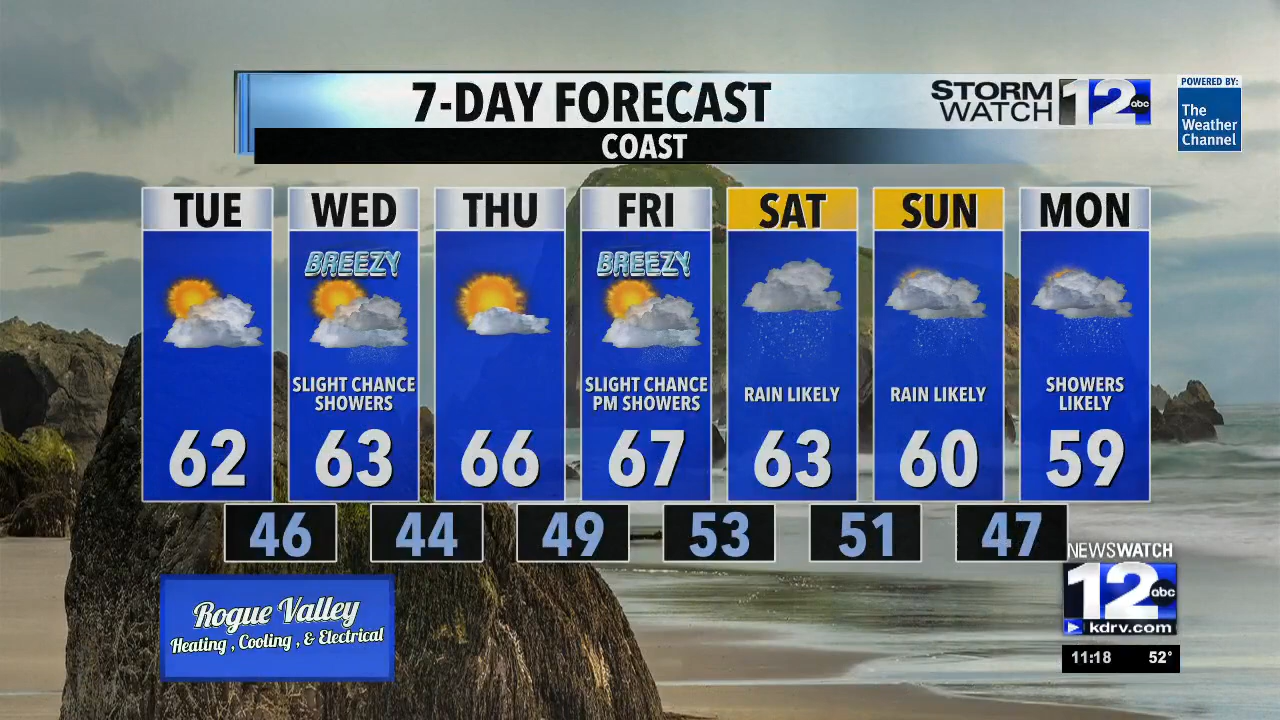 7-DAY FORECAST
COAST
STORM
WATCH
12
abc
POWERED BY:
The
Weather
Channel
TUE
WED
THU
FRI
SAT
SUN
MON
BREEZY
BREEZY
SLIGHT CHANCE
SHOWERS
SLIGHT CHANCE
PM SHOWERS
RAIN LIKELY
RAIN LIKELY
SHOWERS
LIKELY
62
63
66
67
63
60
59
46
44
49
53
51
47
Rogue Valley
Heating , Cooling , & Electrical
NEWSWATCH
12
abc
kdrv.com
11:18 52°